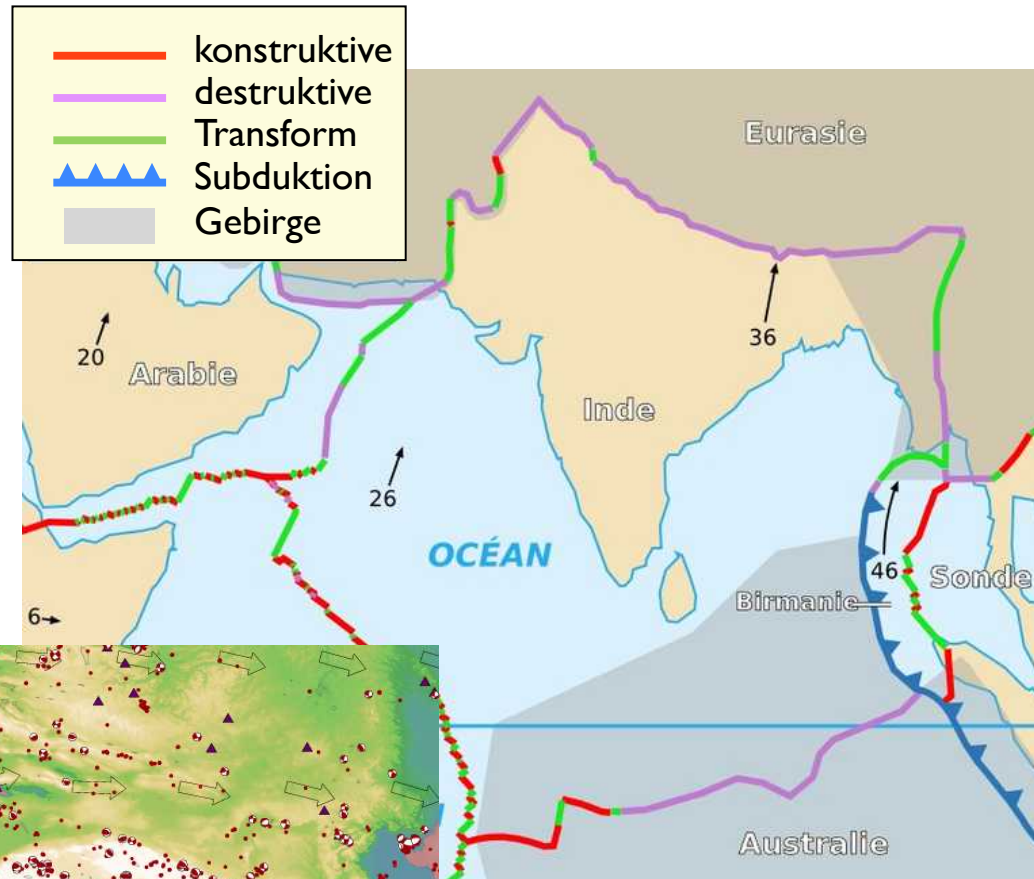 konstruktive
destruktive
Transform
Subduktion
Gebirge
Eurasie
20
Arabie
36
Inde
26
OCÉAN
46
Sonde
Birmanie
6
Australie